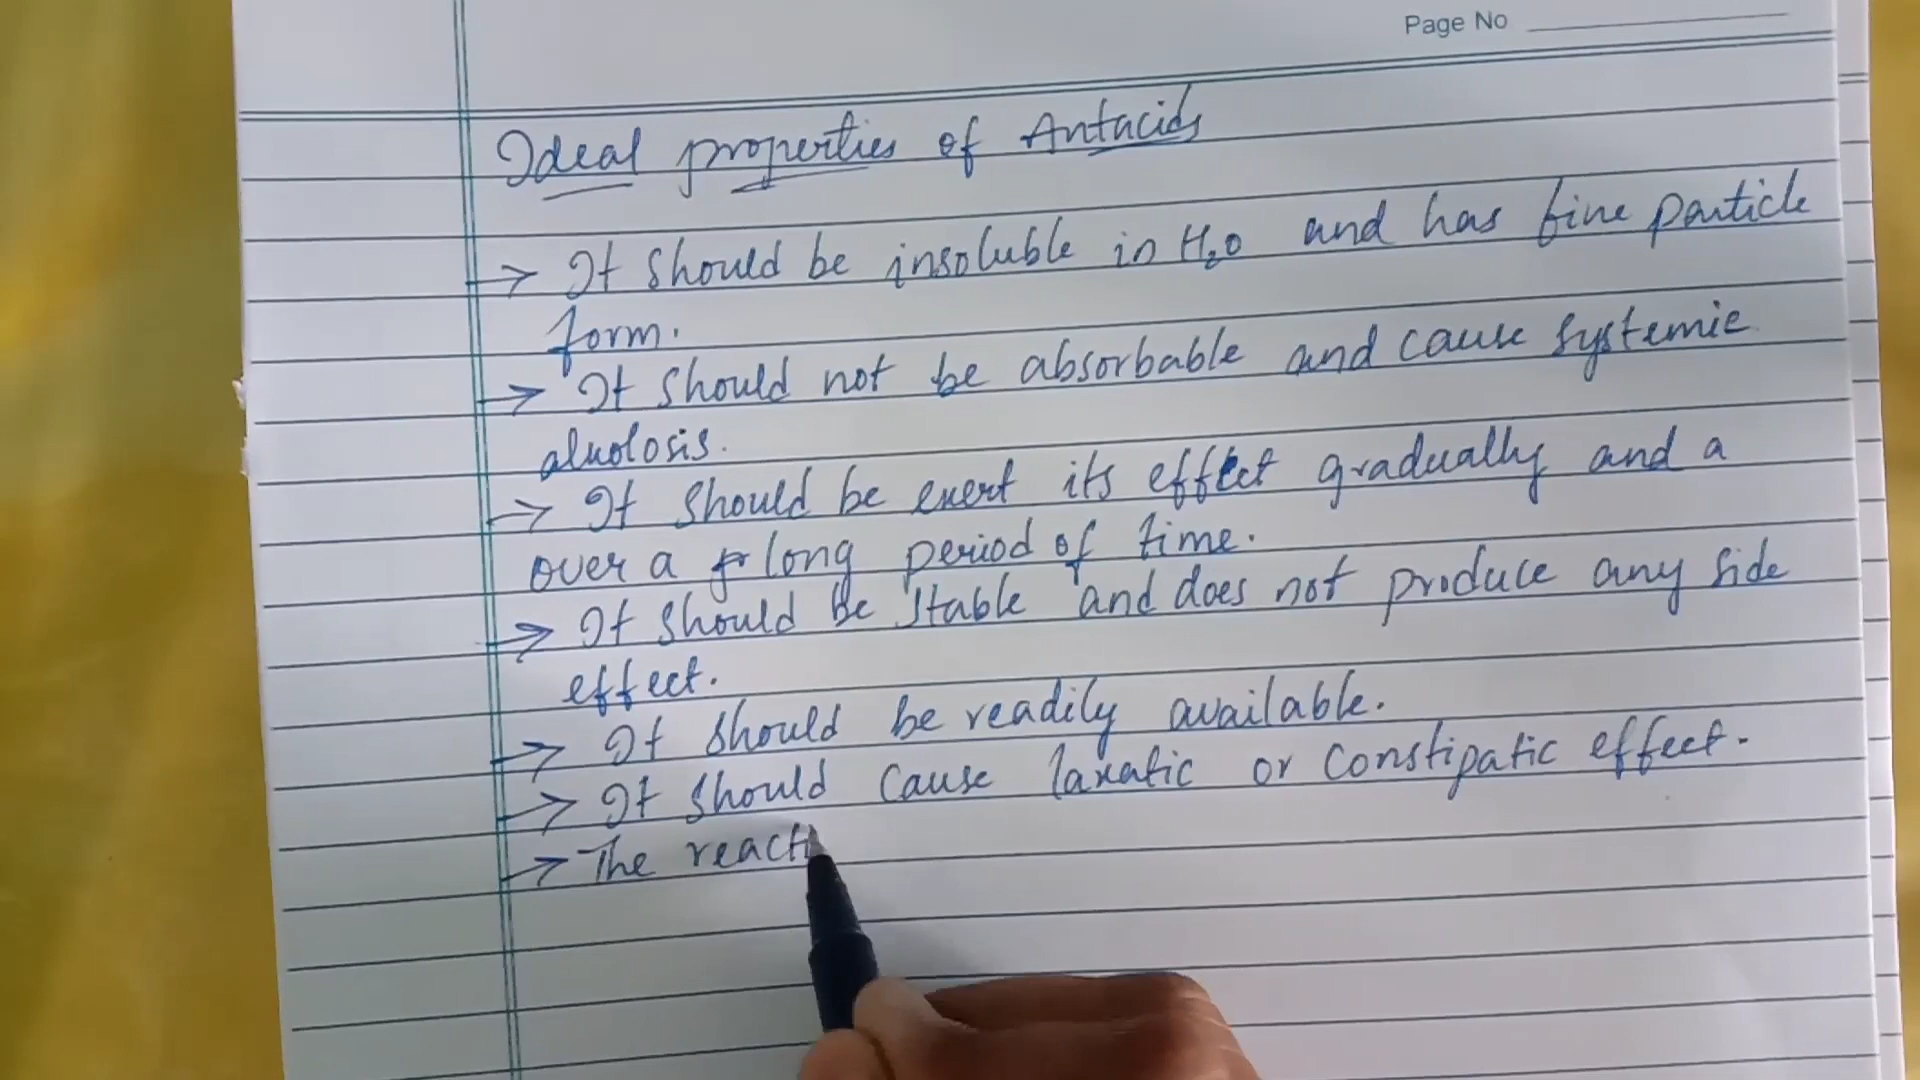 Page No
Ideal properties of Antacids
→ It should be insoluble in H₂O and has fine particle
form.
→ It should not be absorbable and cause systemic
alkolosis.
→ It should be exert its effect gradually and a
over a long period of time.
→ It should be stable and does not produce any side
effect.
→ It should be readily available.
→ It should cause laxatic or constipatic effect.
→ The reacti